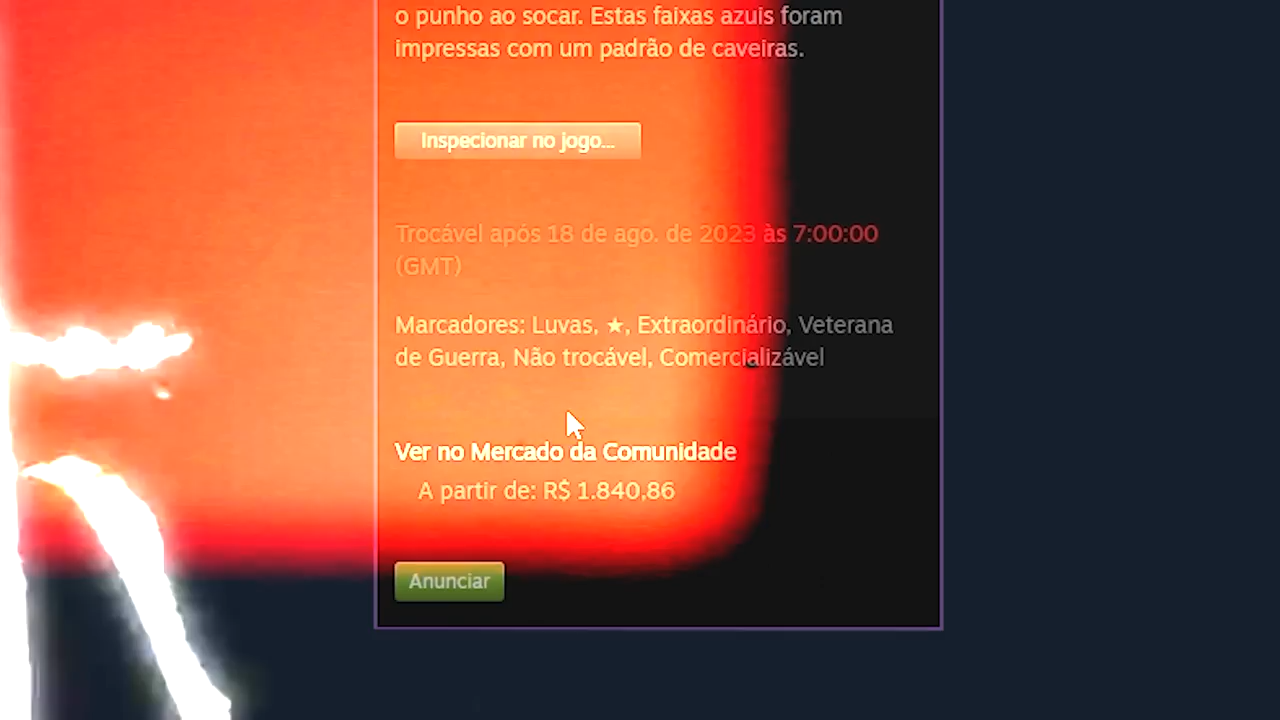 o punho ao socar. Estas faixas azuis foram
impressas com um padrão de caveiras.
Inspecionar no jogo...
Trocável após 18 de ago. de 2023 às 7:00:00
(GMT)
Marcadores: Luvas, ★, Extraordinário, Veterana
de Guerra, Não trocável, Comercializável
Ver no Mercado da Comunidade
A partir de: R$ 1.840,86
Anunciar